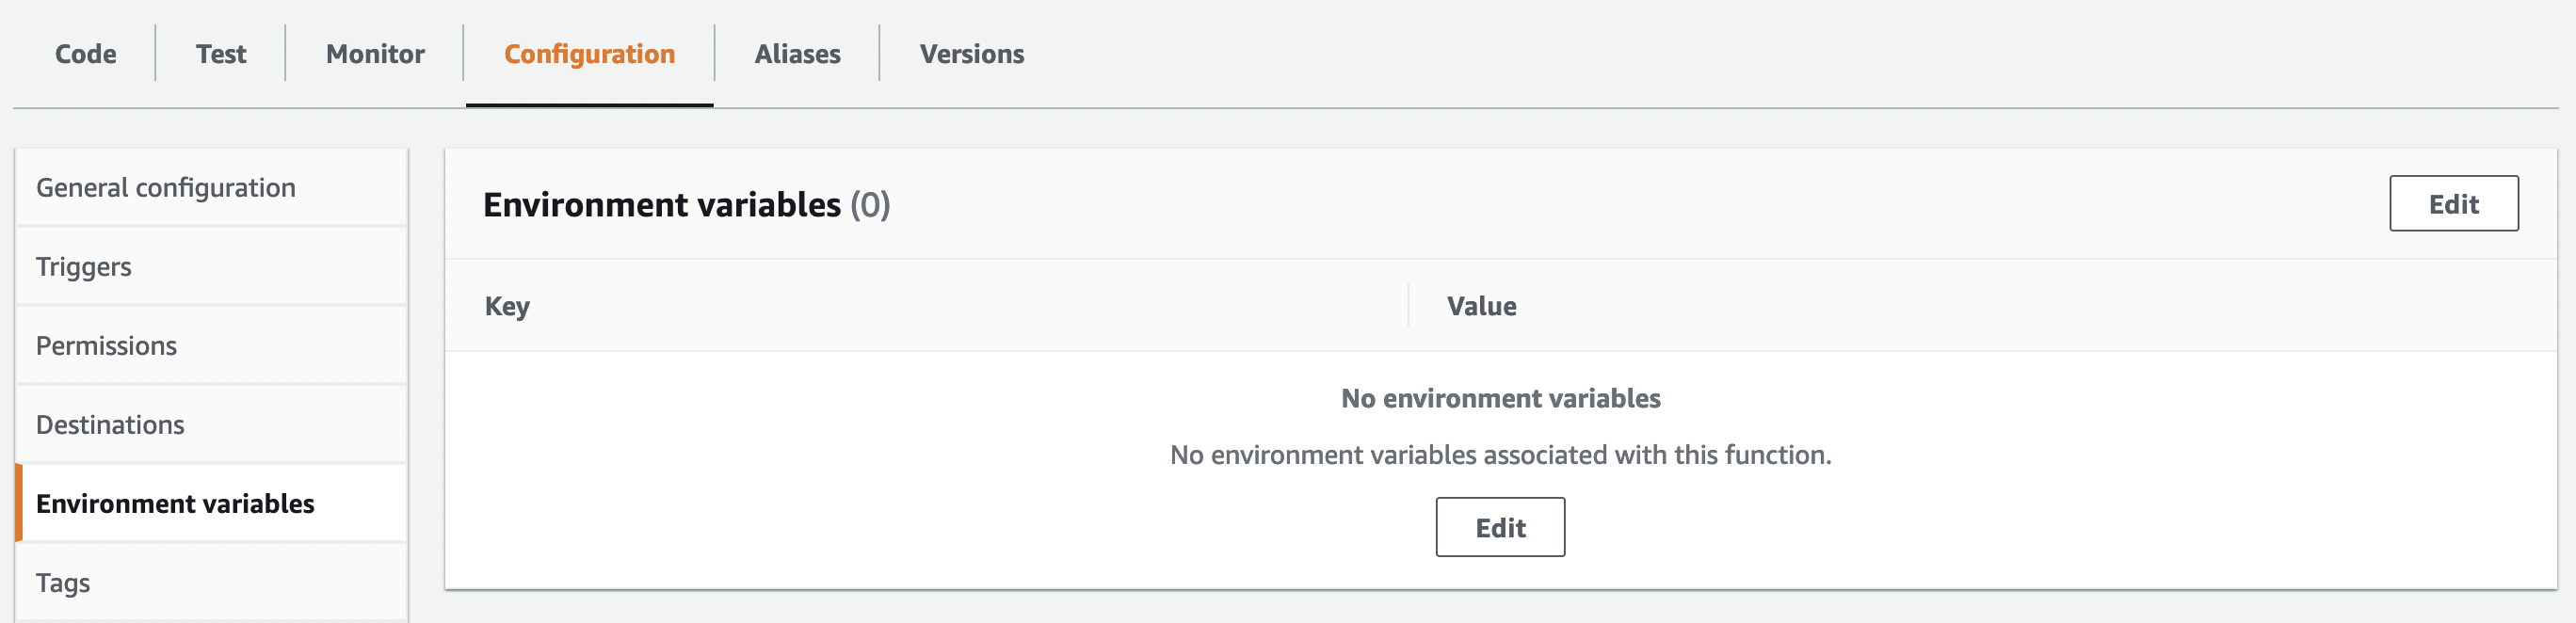 Code Test Monitor Configuration Aliases Versions
General configuration
Triggers
Permissions
Destinations
Environment variables
Tags
Environment variables (0) Edit
Key Value
No environment variables
No environment variables associated with this function.
Edit